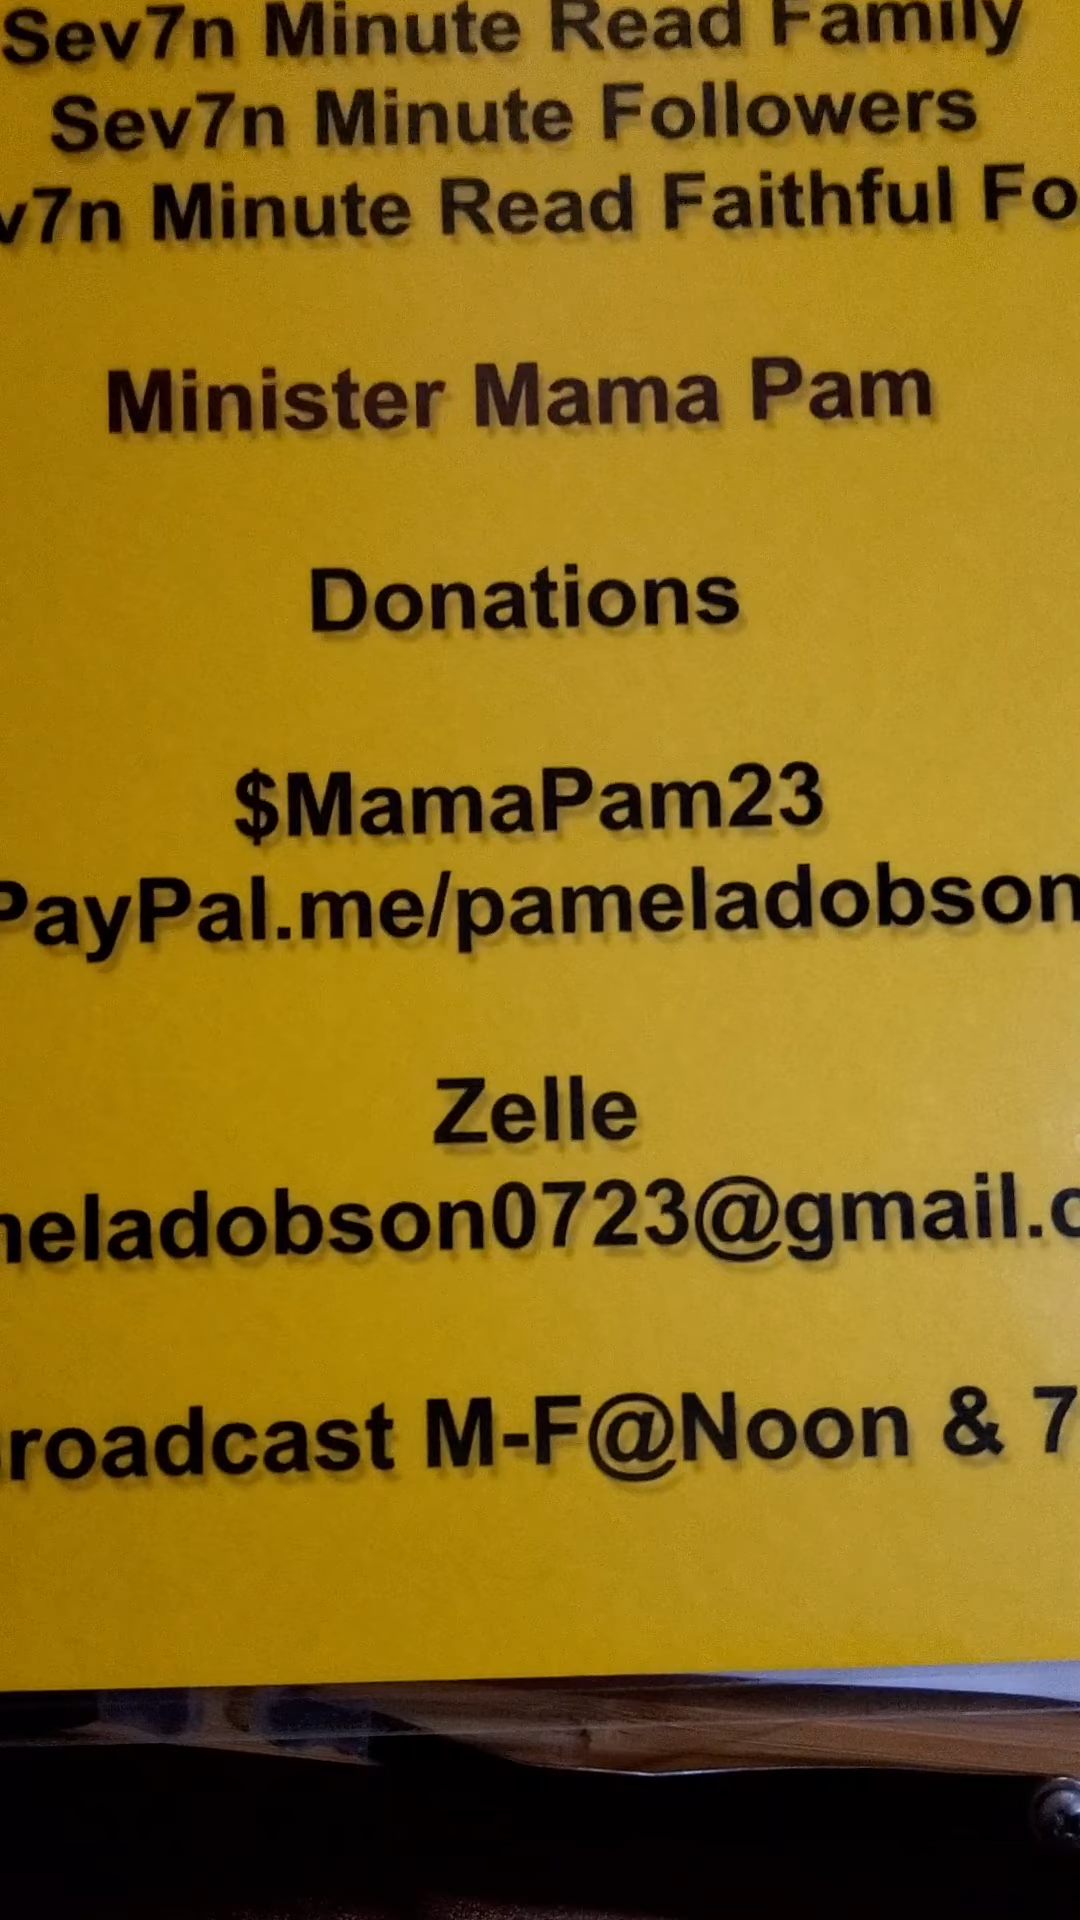 Sev7n Minute Read Family
Sev7n Minute Followers
v7n Minute Read Faithful Fo
Minister Mama Pam
Donations
$MamaPam23
PayPal.me/pameladobson
Zelle
neladobson0723@gmail.c
roadcast M-F@Noon & 7